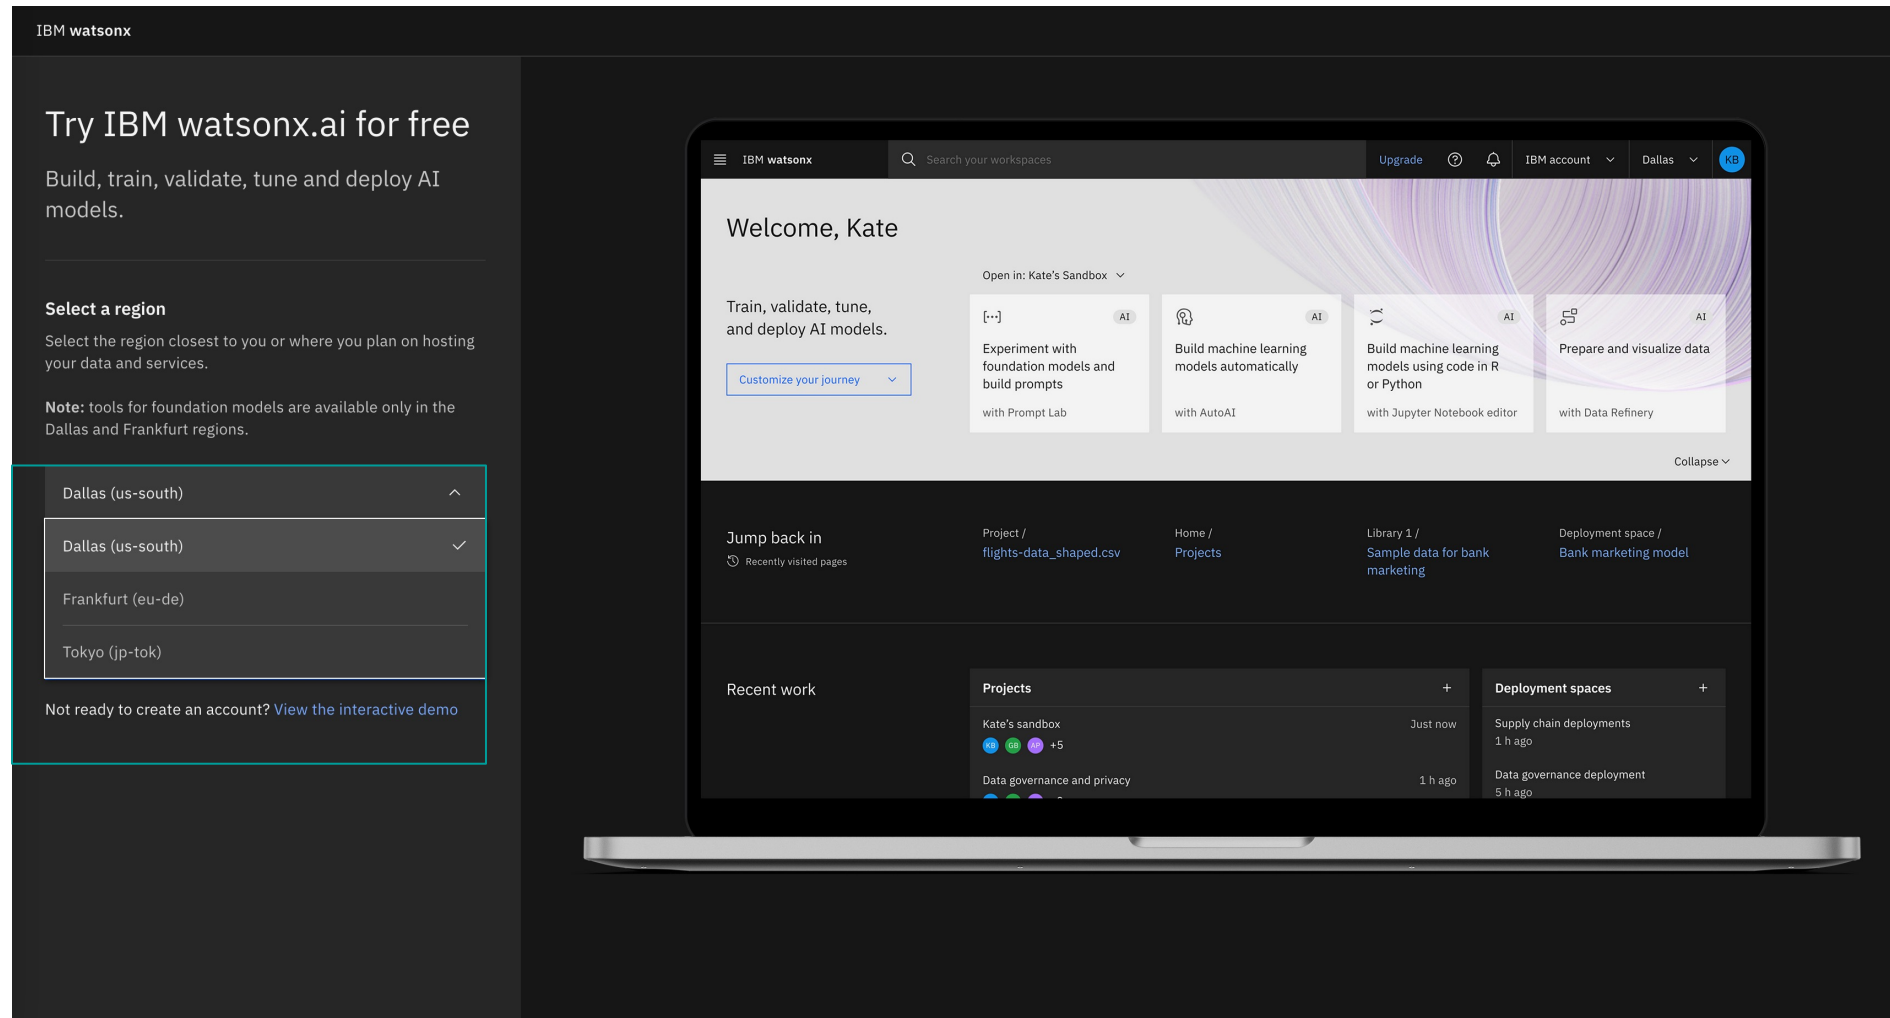 IBM watsonx
Try IBM watsonx.ai for free
Build, train, validate, tune and deploy AI
models.
Select a region
Select the region closest to you or where you plan on hosting
your data and services.
Note: tools for foundation models are available only in the
Dallas and Frankfurt regions.
Dallas (us-south)
Dallas (us-south)
Frankfurt (eu-de)
Tokyo (jp-tok)
Not ready to create an account? View the interactive demo
IBM watsonx
Search your workspaces
Upgrade
IBM account
Dallas
KB
Welcome, Kate
Train, validate, tune,
and deploy AI models.
Customize your journey
Open in: Kate's Sandbox
AI
Experiment with
foundation models and
build prompts
with Prompt Lab
AI
Build machine learning
models automatically
with AutoAI
AI
Build machine learning
models using code in R
or Python
with Jupyter Notebook editor
AI
Prepare and visualize data
with Data Refinery
Collapse
Jump back in
Recently visited pages
Project /
flights-data_shaped.csv
Home /
Projects
Library 1 /
Sample data for bank
marketing
Deployment space /
Bank marketing model
Recent work
Projects +
Kate's sandbox Just now
KB GB AP +5
Data governance and privacy 1 h ago
Deployment spaces +
Supply chain deployments
1 h ago
Data governance deployment
5 h ago